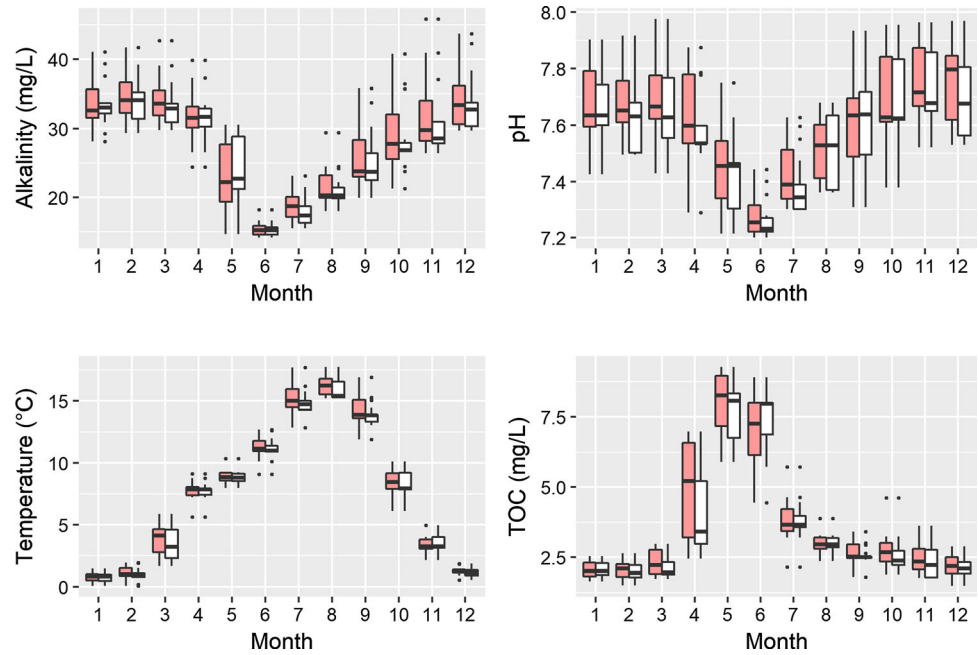 Alkalinity (mg/L)
40
30
20
1 2 3 4 5 6 7 8 9 10 11 12
Month
pH
8.0
7.8
7.6
7.4
7.2
1 2 3 4 5 6 7 8 9 10 11 12
Month
Temperature (°C)
15
10
5
0
1 2 3 4 5 6 7 8 9 10 11 12
Month
TOC (mg/L)
7.5
5.0
2.5
1 2 3 4 5 6 7 8 9 10 11 12
Month